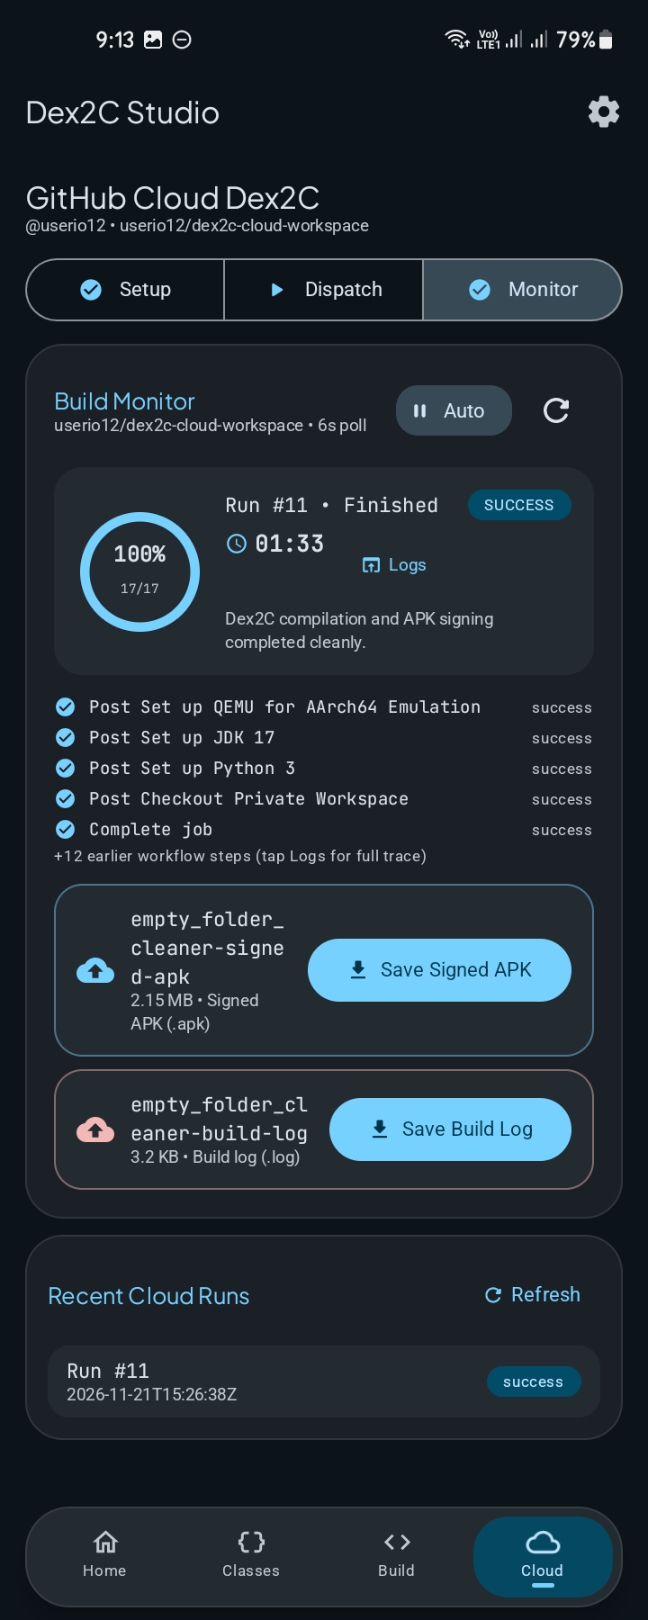 9:13
Vo))
LTE1
79%
Dex2C Studio
GitHub Cloud Dex2C
@userio12 • userio12/dex2c-cloud-workspace
Setup
Dispatch
Monitor
Build Monitor
userio12/dex2c-cloud-workspace • 6s poll
Auto
100%
17/17
Run #11 • Finished
SUCCESS
01:33
Logs
Dex2C compilation and APK signing
completed cleanly.
Post Set up QEMU for AArch64 Emulation success
Post Set up JDK 17 success
Post Set up Python 3 success
Post Checkout Private Workspace success
Complete job success
+12 earlier workflow steps (tap Logs for full trace)
empty_folder_
cleaner-signe
d-apk
2.15 MB • Signed
APK (.apk)
Save Signed APK
empty_folder_cl
eaner-build-log
3.2 KB • Build log (.log)
Save Build Log
Recent Cloud Runs
Refresh
Run #11
2026-11-21T15:26:38Z
success
Home
Classes
Build
Cloud